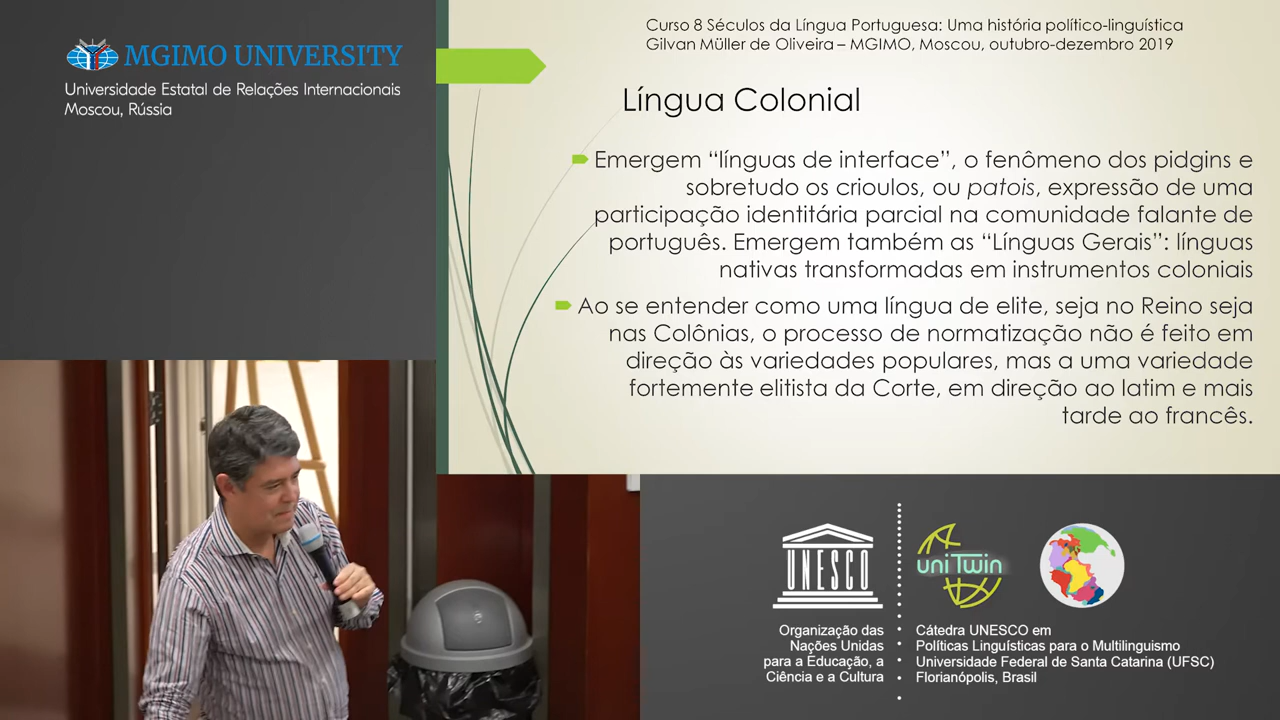 MGIMO UNIVERSITY
Universidade Estatal de Relações Internacionais
Moscou, Rússia
Curso 8 Séculos da Língua Portuguesa: Uma história político-linguística
Gilvan Müller de Oliveira – MGIMO, Moscou, outubro-dezembro 2019
Língua Colonial
Emergem “línguas de interface”, o fenômeno dos pidgins e
sobretudo os crioulos, ou patois, expressão de uma
participação identitária parcial na comunidade falante de
português. Emergem também as “Línguas Gerais”: línguas
nativas transformadas em instrumentos coloniais
Ao se entender como uma língua de elite, seja no Reino seja
nas Colônias, o processo de normatização não é feito em
direção às variedades populares, mas a uma variedade
fortemente elitista da Corte, em direção ao latim e mais
tarde ao francês.
UNESCO
Organização das
Nações Unidas
para a Educação, a
Ciência e a Cultura
uniTwin
Cátedra UNESCO em
Políticas Linguísticas para o Multilinguismo
Universidade Federal de Santa Catarina (UFSC)
Florianópolis, Brasil